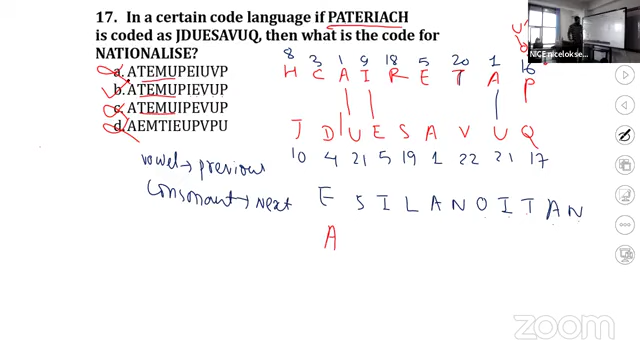 17. In a certain code language if PATERIACH
is coded as JDUESAVUQ, then what is the code for
NATIONALISE?
a. ATEMUPEIUVP
b. ATEMUPIEVUP
c. ATEMUIPEVUP
d. AEMTIEUPVPU
8 3 1 9 18 5 20 1 16
H C A I R E T A P
J D U E S A V U Q
10 4 21 5 19 1 22 21 17
vowel → previous
Consonant → next
E S I L A N O I T A N
A
NICE nicelokse
zoom